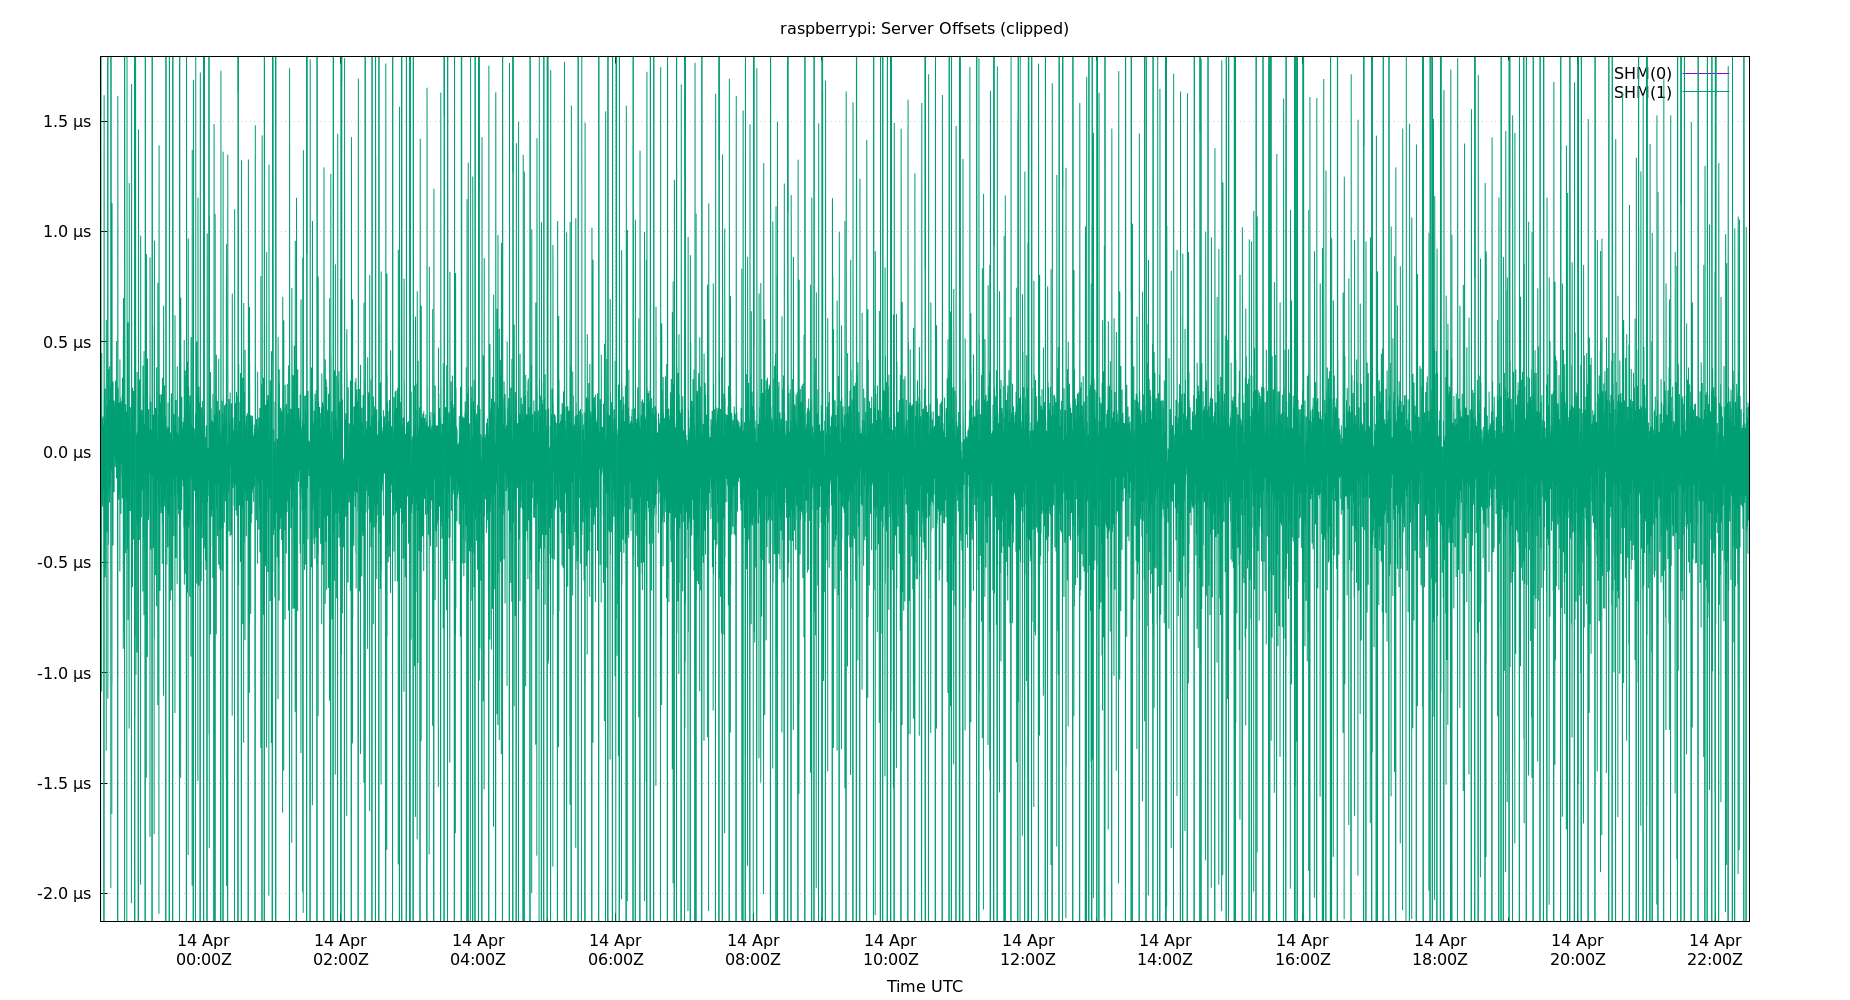 raspberrypi: Server Offsets (clipped)
SHM(0)
SHM(1)
1.5 µs
1.0 µs
0.5 µs
0.0 µs
-0.5 µs
-1.0 µs
-1.5 µs
-2.0 µs
14 Apr 14 Apr 14 Apr 14 Apr 14 Apr 14 Apr 14 Apr 14 Apr 14 Apr 14 Apr 14 Apr 14 Apr
00:00Z 02:00Z 04:00Z 06:00Z 08:00Z 10:00Z 12:00Z 14:00Z 16:00Z 18:00Z 20:00Z 22:00Z
Time UTC